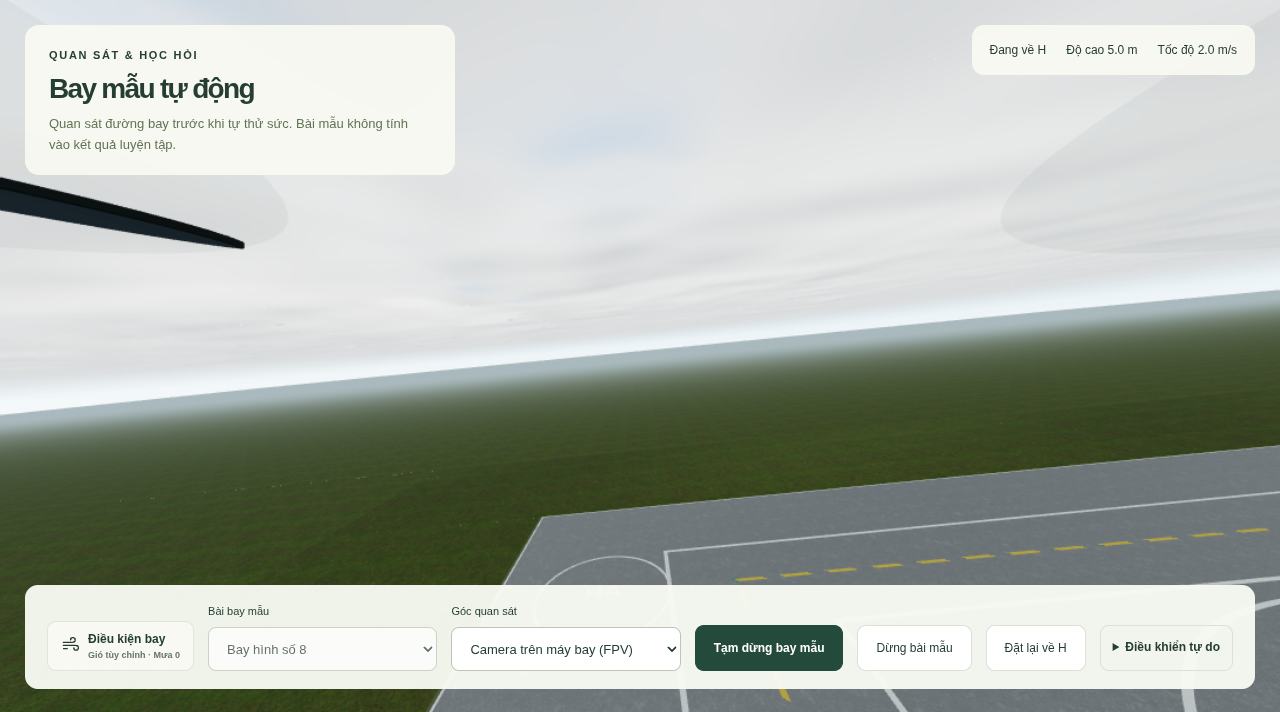 QUAN SÁT & HỌC HỎI
Bay mẫu tự động
Quan sát đường bay trước khi tự thử sức. Bài mẫu không tính
vào kết quả luyện tập.
Đang về H Độ cao 5.0 m Tốc độ 2.0 m/s
Điều kiện bay
Gió tùy chỉnh · Mưa 0
Bài bay mẫu
Bay hình số 8
Góc quan sát
Camera trên máy bay (FPV)
Tạm dừng bay mẫu
Dừng bài mẫu
Đặt lại về H
Điều khiển tự do